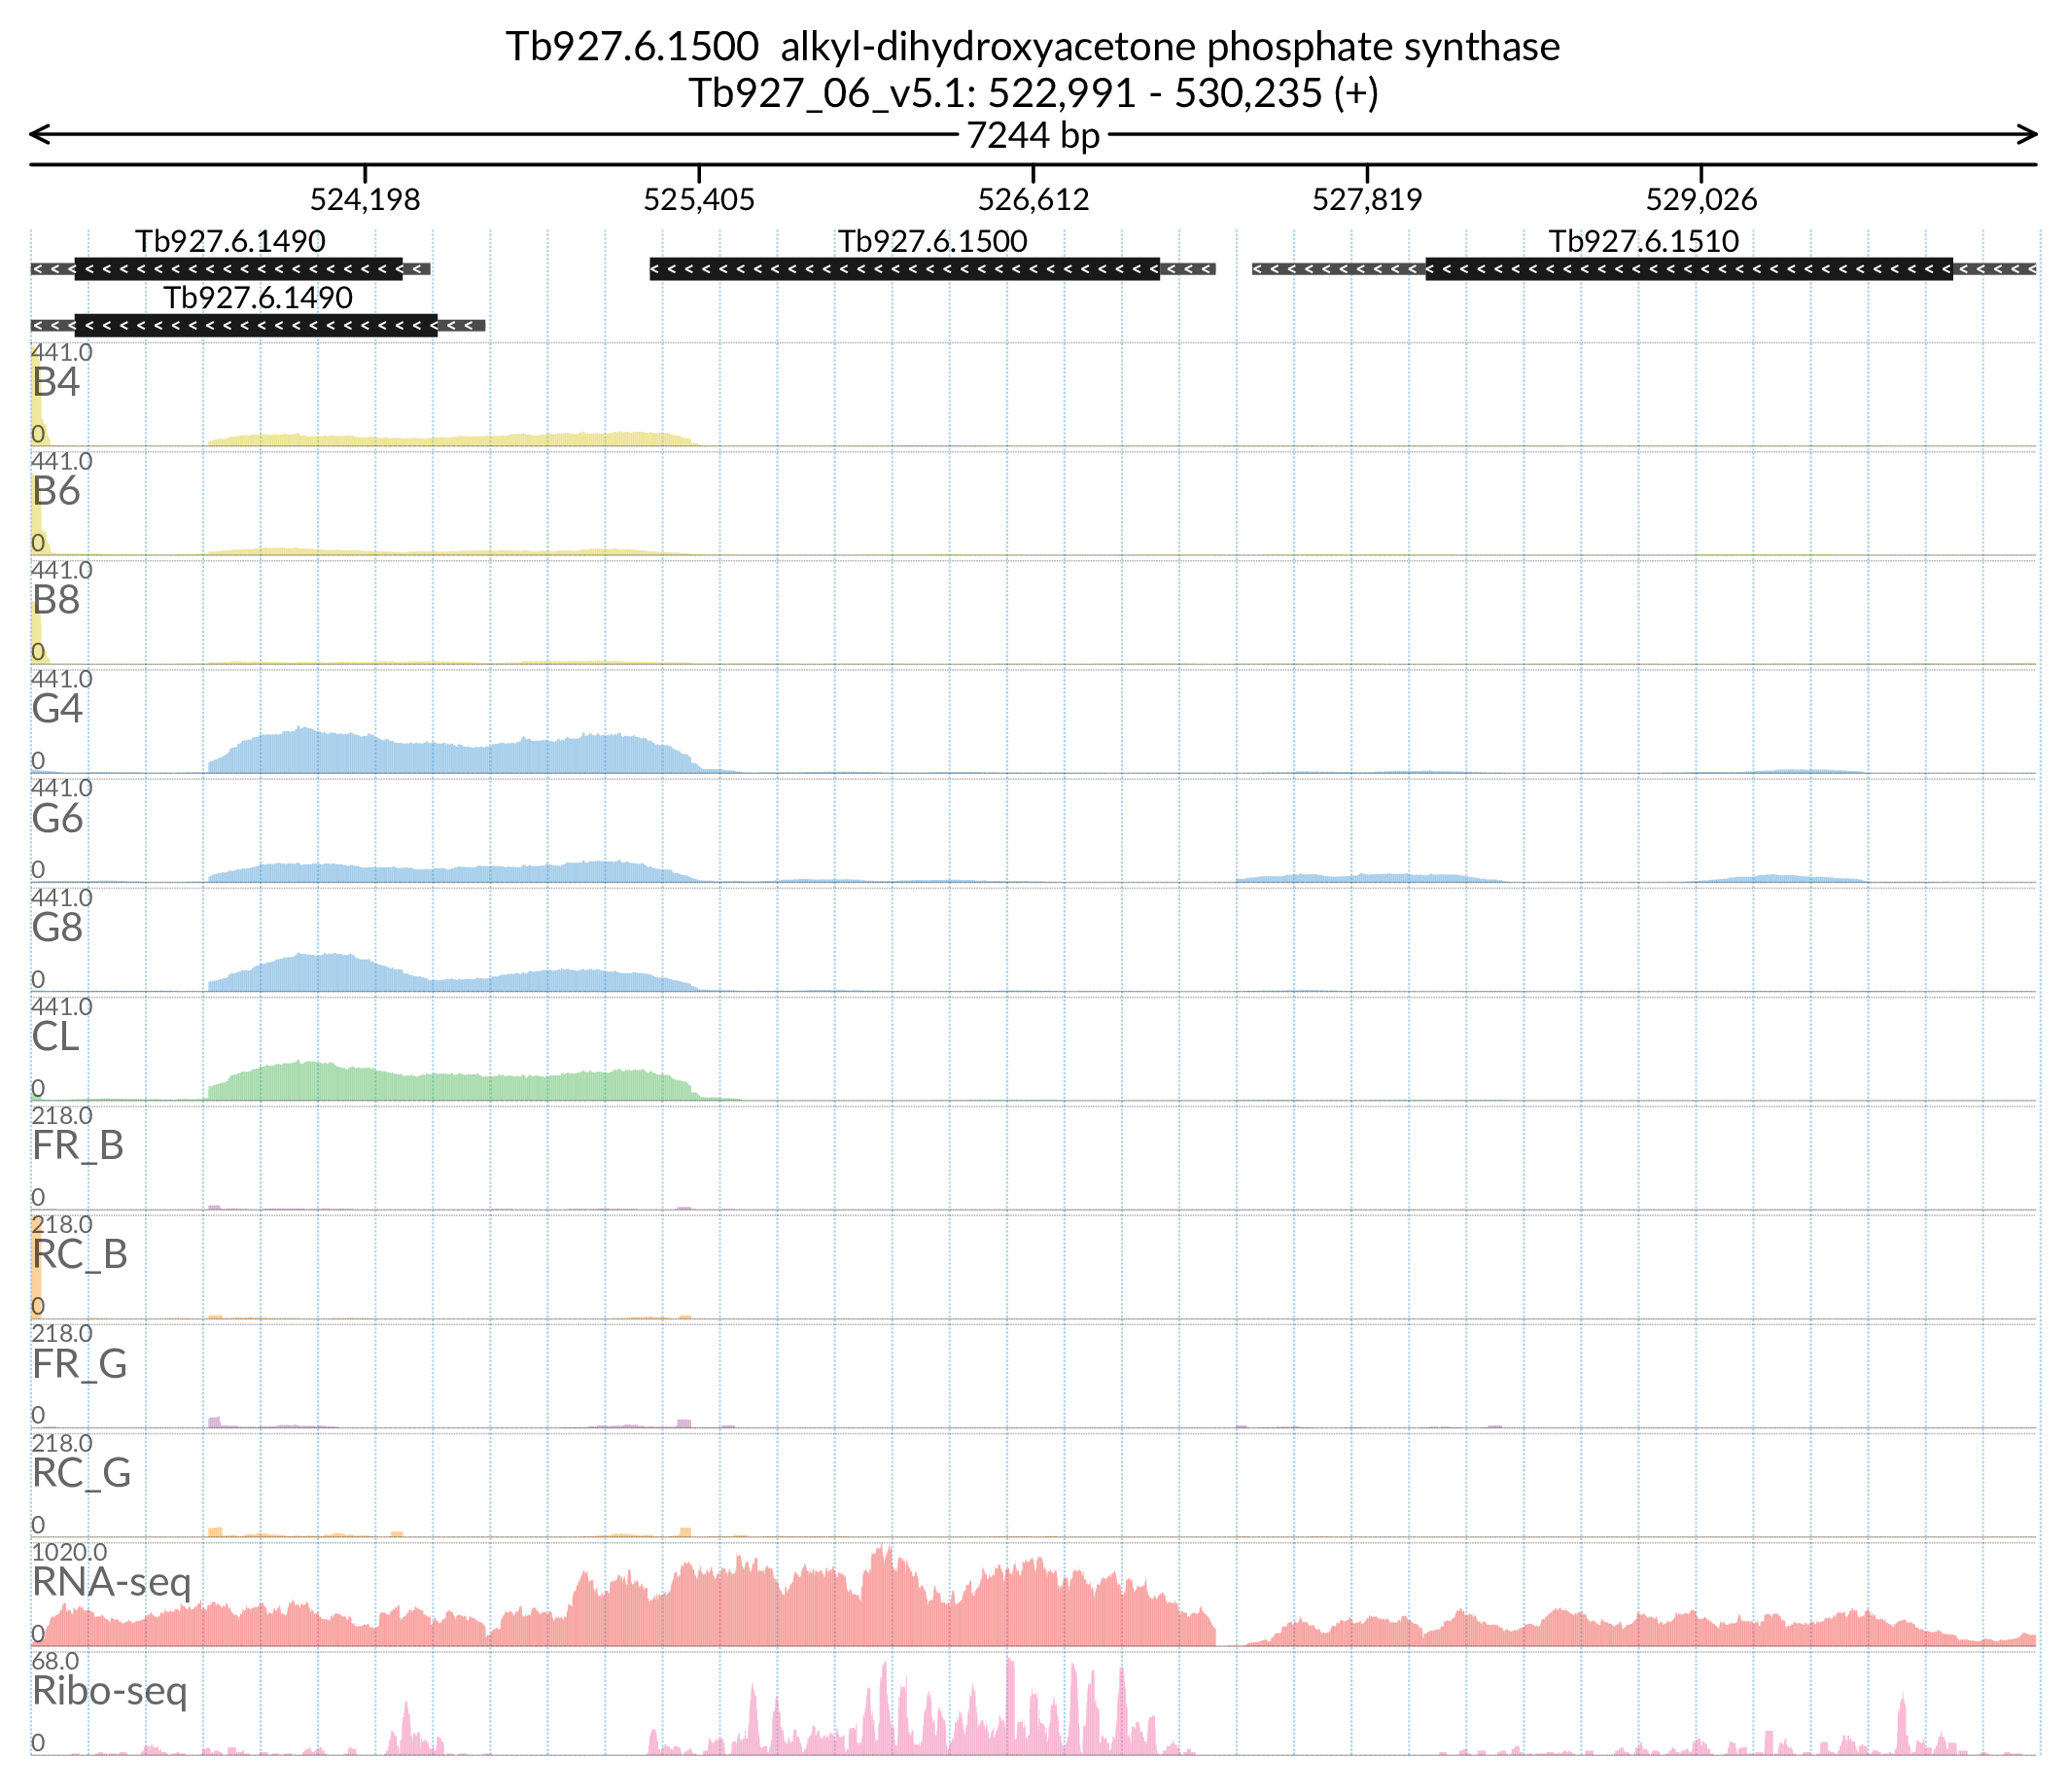 Tb927.6.1500 alkyl-dihydroxyacetone phosphate synthase
Tb927_06_v5.1: 522,991 - 530,235 (+)
7244 bp
524,198 525,405 526,612 527,819 529,026
Tb927.6.1490 Tb927.6.1500 Tb927.6.1510
Tb927.6.1490
441.0
B4
0
441.0
B6
0
441.0
B8
0
441.0
G4
0
441.0
G6
0
441.0
G8
0
441.0
CL
0
218.0
FR_B
0
218.0
RC_B
0
218.0
FR_G
0
218.0
RC_G
0
1020.0
RNA-seq
0
68.0
Ribo-seq
0